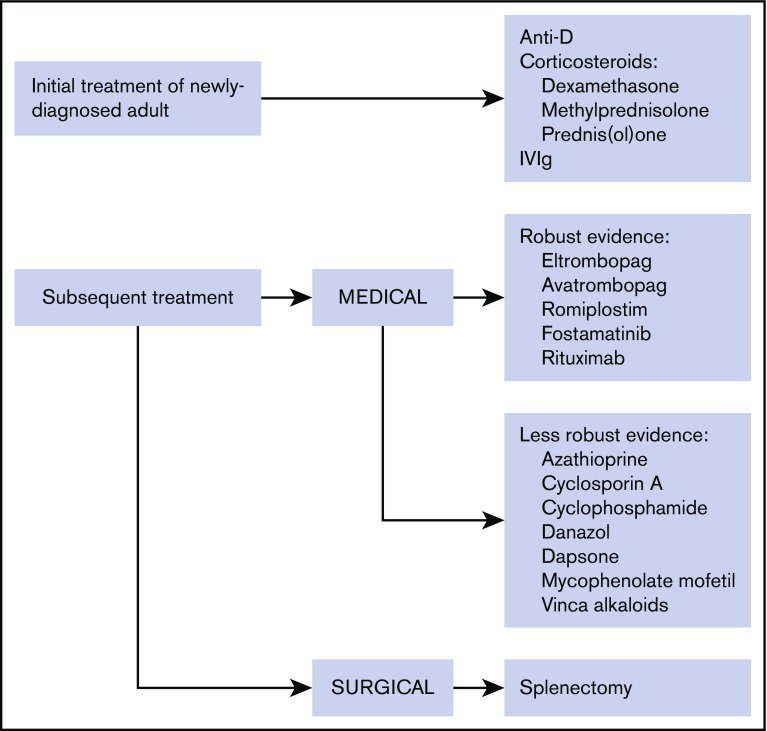 Initial treatment of newly-
diagnosed adult
Anti-D
Corticosteroids:
Dexamethasone
Methylprednisolone
Prednis(ol)one
IVIg
Subsequent treatment
MEDICAL
Robust evidence:
Eltrombopag
Avatrombopag
Romiplostim
Fostamatinib
Rituximab
Less robust evidence:
Azathioprine
Cyclosporin A
Cyclophosphamide
Danazol
Dapsone
Mycophenolate mofetil
Vinca alkaloids
SURGICAL
Splenectomy